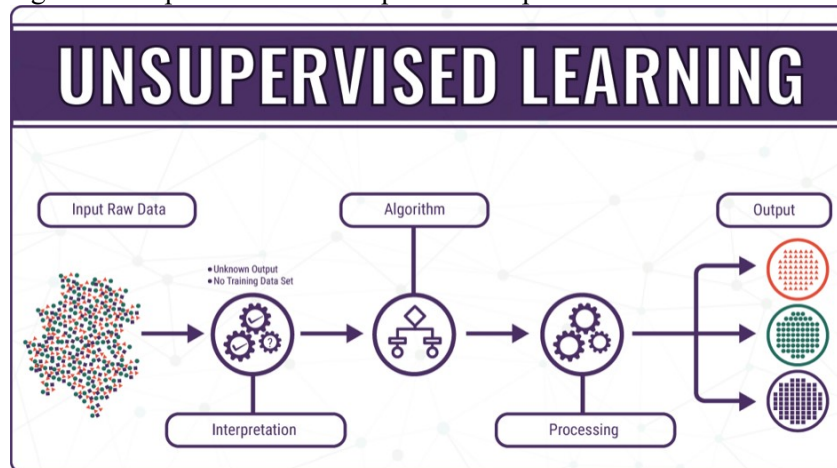 UNSUPERVISED LEARNING
Input Raw Data
Algorithm
Output
• Unknown Output
• No Training Data Set
?
Interpretation
Processing